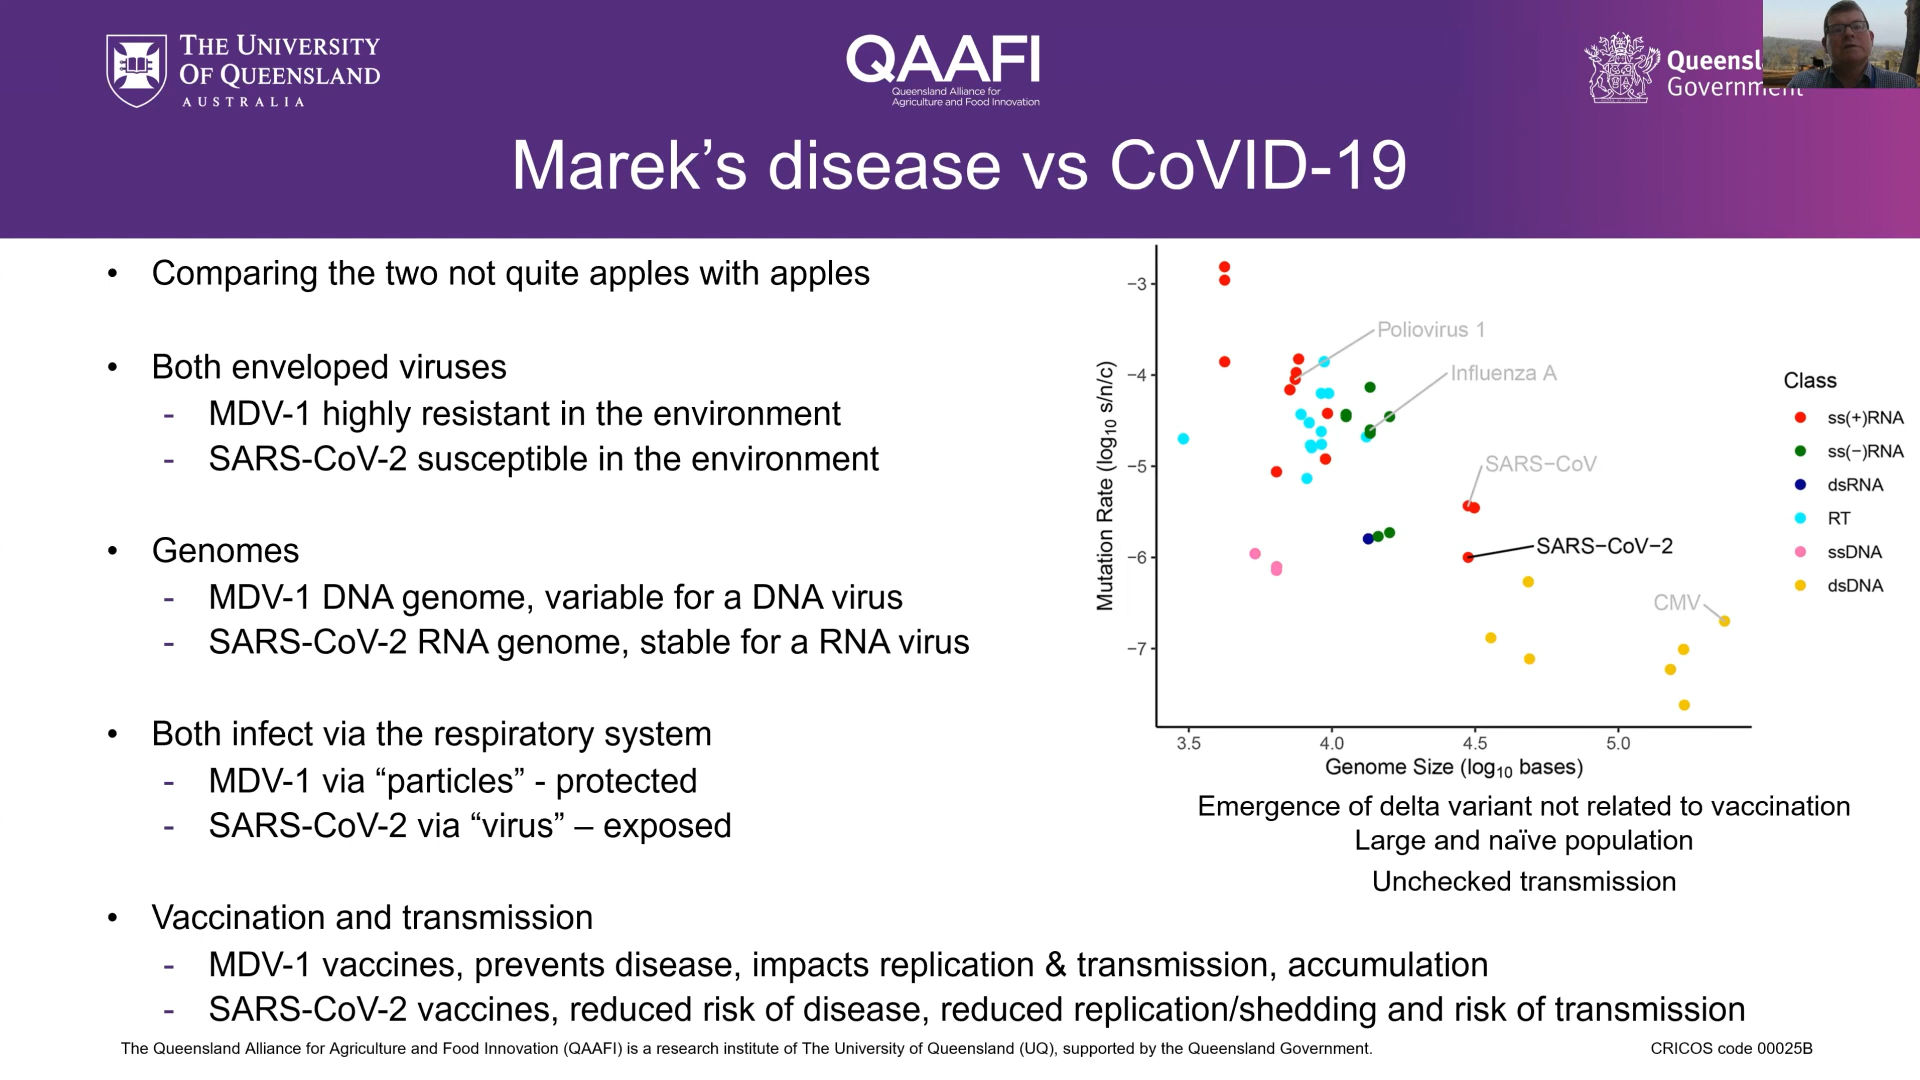 THE UNIVERSITY
OF QUEENSLAND
AUSTRALIA
QAAFI
Queensland Alliance for
Agriculture and Food Innovation
Queensl
Government
Marek’s disease vs CoVID-19
• Comparing the two not quite apples with apples
• Both enveloped viruses
- MDV-1 highly resistant in the environment
- SARS-CoV-2 susceptible in the environment
• Genomes
- MDV-1 DNA genome, variable for a DNA virus
- SARS-CoV-2 RNA genome, stable for a RNA virus
• Both infect via the respiratory system
- MDV-1 via “particles” - protected
- SARS-CoV-2 via “virus” – exposed
• Vaccination and transmission
- MDV-1 vaccines, prevents disease, impacts replication & transmission, accumulation
- SARS-CoV-2 vaccines, reduced risk of disease, reduced replication/shedding and risk of transmission
Mutation Rate (log10 s/n/c)
−3
−4
−5
−6
−7
Poliovirus 1
Influenza A
SARS−CoV
SARS−CoV−2
CMV
3.5 4.0 4.5 5.0
Genome Size (log10 bases)
Class
ss(+)RNA
ss(−)RNA
dsRNA
RT
ssDNA
dsDNA
Emergence of delta variant not related to vaccination
Large and naïve population
Unchecked transmission
The Queensland Alliance for Agriculture and Food Innovation (QAAFI) is a research institute of The University of Queensland (UQ), supported by the Queensland Government.
CRICOS code 00025B